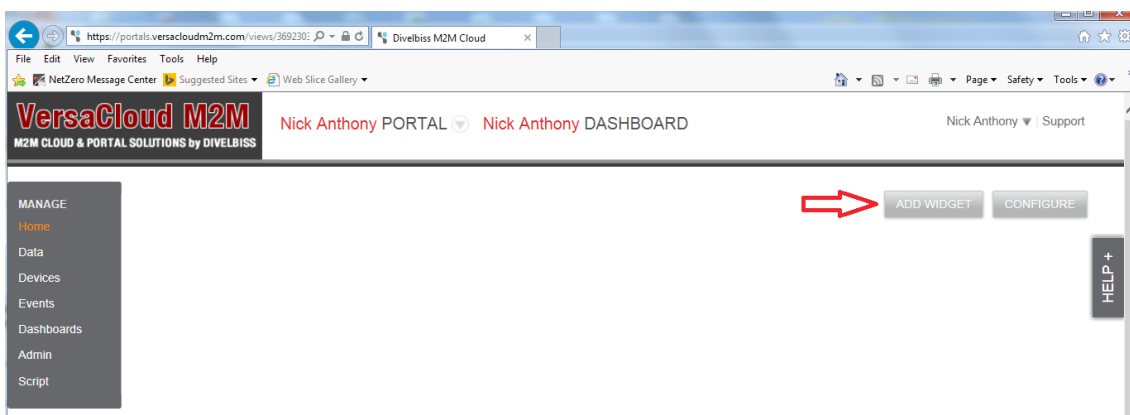 https://portals.versacloudm2m.com/views/369230:
Divelbiss M2M Cloud
File Edit View Favorites Tools Help
NetZero Message Center Suggested Sites Web Slice Gallery
Page Safety Tools
VersaCloud M2M
M2M CLOUD & PORTAL SOLUTIONS by DIVELBISS
Nick Anthony PORTAL Nick Anthony DASHBOARD
Nick Anthony | Support
MANAGE
Home
Data
Devices
Events
Dashboards
Admin
Script
ADD WIDGET
CONFIGURE
HELP +